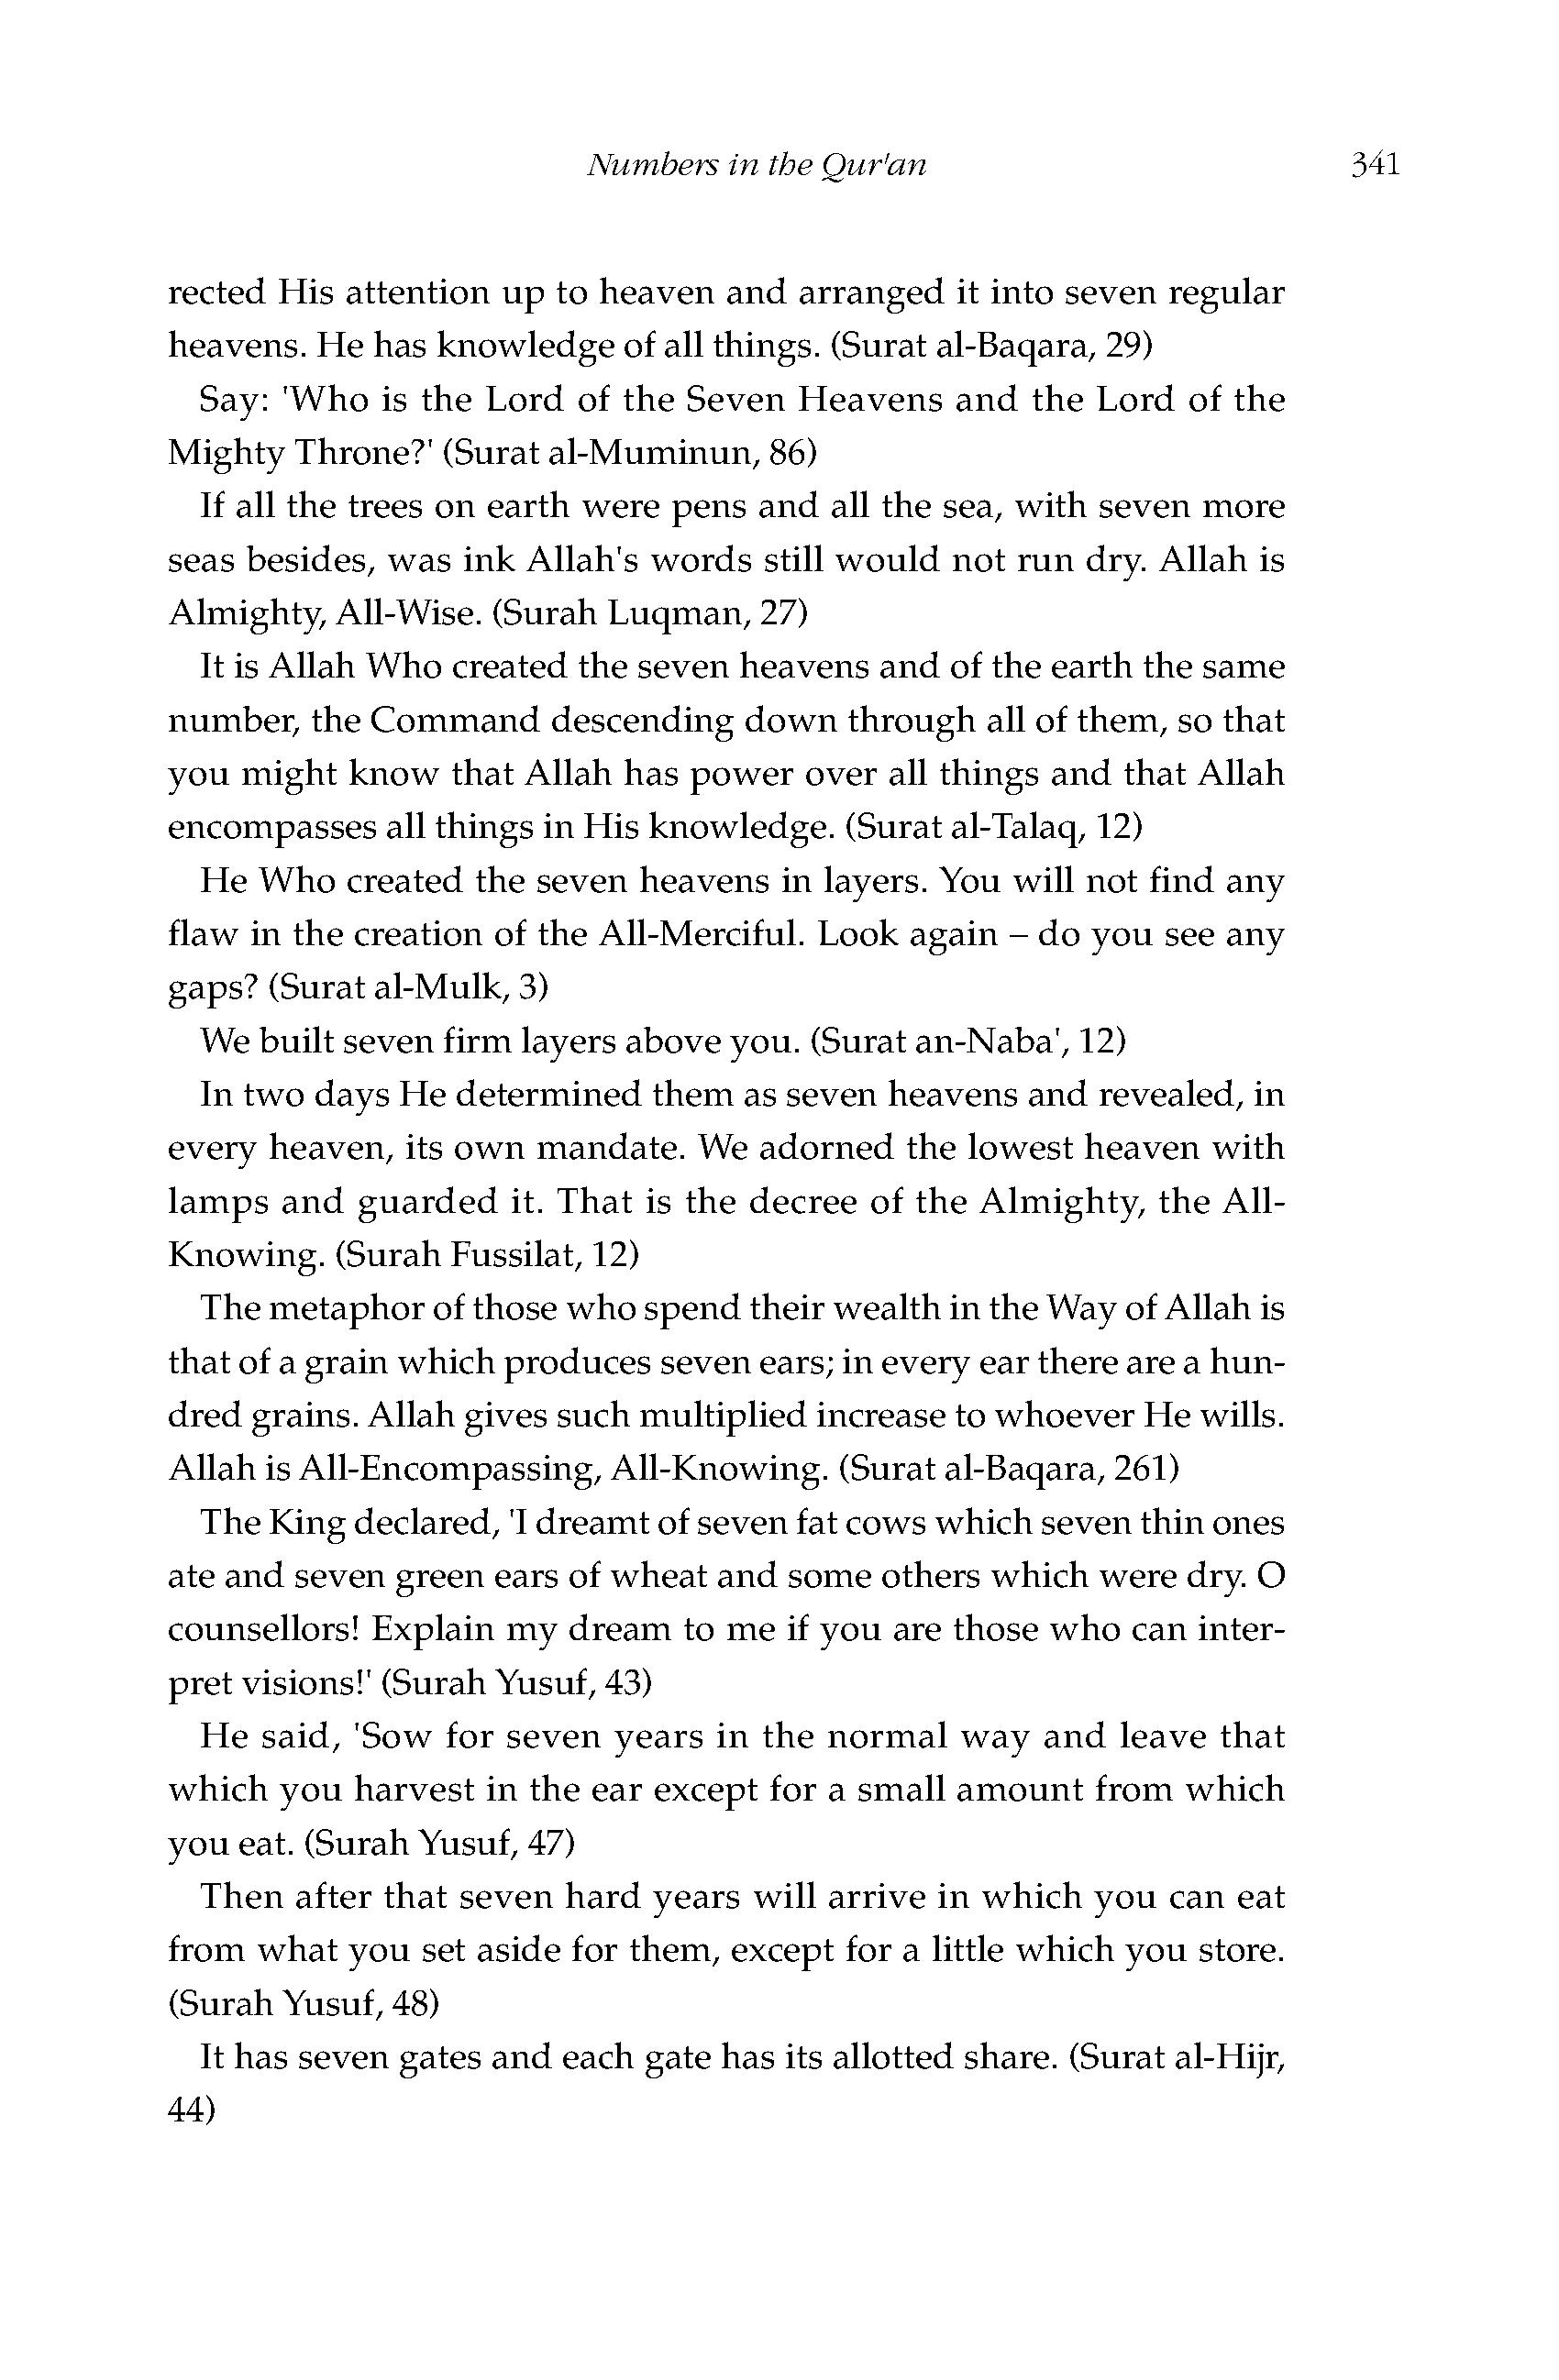 Numbers in the Qur'an 341
rected His attention up to heaven and arranged it into seven regular
heavens. He has knowledge of all things. (Surat al-Baqara, 29)
Say: 'Who is the Lord of the Seven Heavens and the Lord of the
Mighty Throne?' (Surat al-Muminun, 86)
If all the trees on earth were pens and all the sea, with seven more
seas besides, was ink Allah's words still would not run dry. Allah is
Almighty, All-Wise. (Surah Luqman, 27)
It is Allah Who created the seven heavens and of the earth the same
number, the Command descending down through all of them, so that
you might know that Allah has power over all things and that Allah
encompasses all things in His knowledge. (Surat al-Talaq, 12)
He Who created the seven heavens in layers. You will not find any
flaw in the creation of the All-Merciful. Look again – do you see any
gaps? (Surat al-Mulk, 3)
We built seven firm layers above you. (Surat an-Naba', 12)
In two days He determined them as seven heavens and revealed, in
every heaven, its own mandate. We adorned the lowest heaven with
lamps and guarded it. That is the decree of the Almighty, the All-
Knowing. (Surah Fussilat, 12)
The metaphor of those who spend their wealth in the Way of Allah is
that of a grain which produces seven ears; in every ear there are a hun-
dred grains. Allah gives such multiplied increase to whoever He wills.
Allah is All-Encompassing, All-Knowing. (Surat al-Baqara, 261)
The King declared, 'I dreamt of seven fat cows which seven thin ones
ate and seven green ears of wheat and some others which were dry. O
counsellors! Explain my dream to me if you are those who can inter-
pret visions!' (Surah Yusuf, 43)
He said, 'Sow for seven years in the normal way and leave that
which you harvest in the ear except for a small amount from which
you eat. (Surah Yusuf, 47)
Then after that seven hard years will arrive in which you can eat
from what you set aside for them, except for a little which you store.
(Surah Yusuf, 48)
It has seven gates and each gate has its allotted share. (Surat al-Hijr,
44)